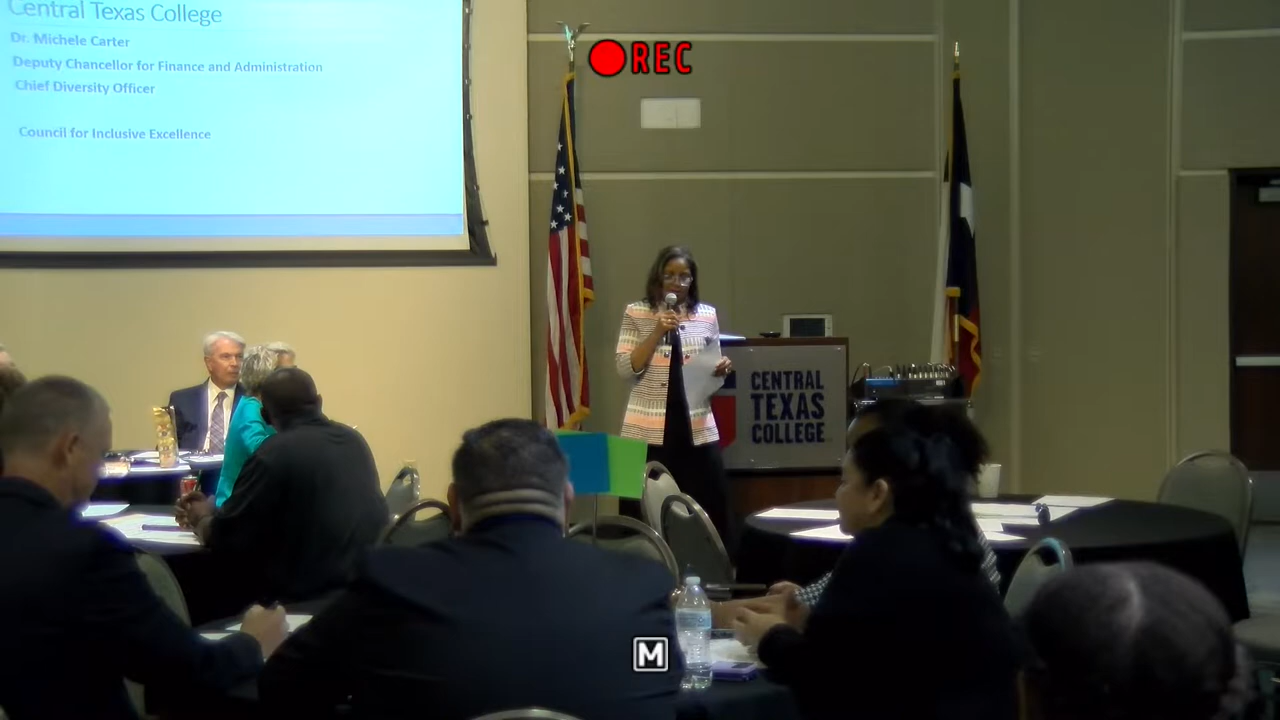 Central Texas College
Dr. Michele Carter
Deputy Chancellor for Finance and Administration
Chief Diversity Officer
Council for Inclusive Excellence
REC
CENTRAL
TEXAS
COLLEGE
M